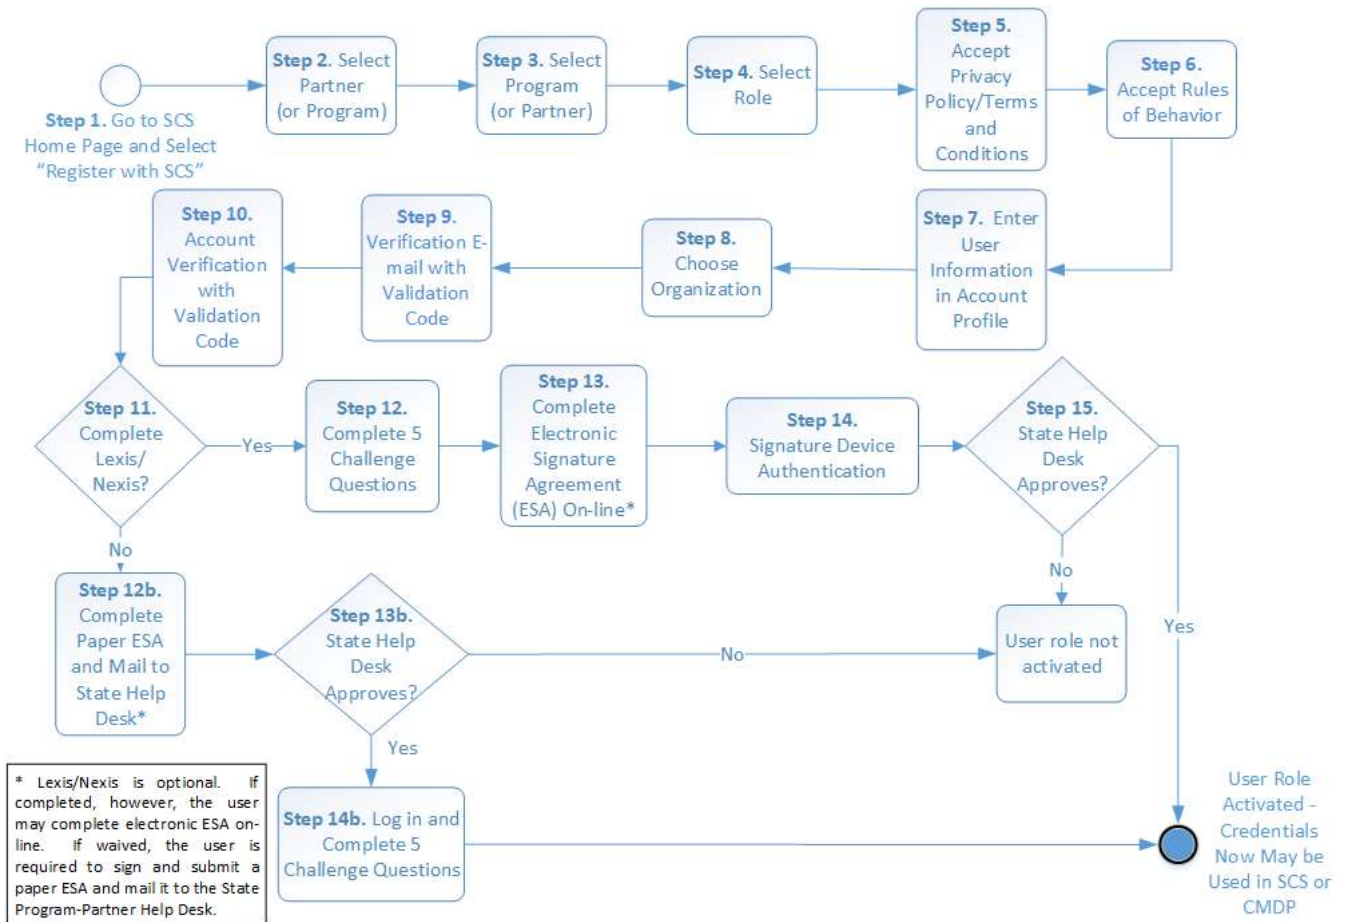 Step 1. Go to SCS
Home Page and Select
“Register with SCS”
Step 2. Select
Partner
(or Program)
Step 3. Select
Program
(or Partner)
Step 4. Select
Role
Step 5.
Accept
Privacy
Policy/Terms
and
Conditions
Step 6.
Accept Rules
of Behavior
Step 7. Enter
User
Information
in Account
Profile
Step 8.
Choose
Organization
Step 9.
Verification E-
mail with
Validation
Code
Step 10.
Account
Verification
with
Validation
Code
Step 11.
Complete
Lexis/
Nexis?
Yes
Step 12.
Complete 5
Challenge
Questions
Step 13.
Complete
Electronic
Signature
Agreement
(ESA) On-line*
Step 14.
Signature Device
Authentication
Step 15.
State Help
Desk
Approves?
No
Step 12b.
Complete
Paper ESA
and Mail to
State Help
Desk*
Step 13b.
State Help
Desk
Approves?
No
No
User role not
activated
Yes
Yes
Step 14b. Log in and
Complete 5
Challenge Questions
User Role
Activated -
Credentials
Now May be
Used in SCS or
CMDP
* Lexis/Nexis is optional. If
completed, however, the user
may complete electronic ESA on-
line. If waived, the user is
required to sign and submit a
paper ESA and mail it to the State
Program-Partner Help Desk.